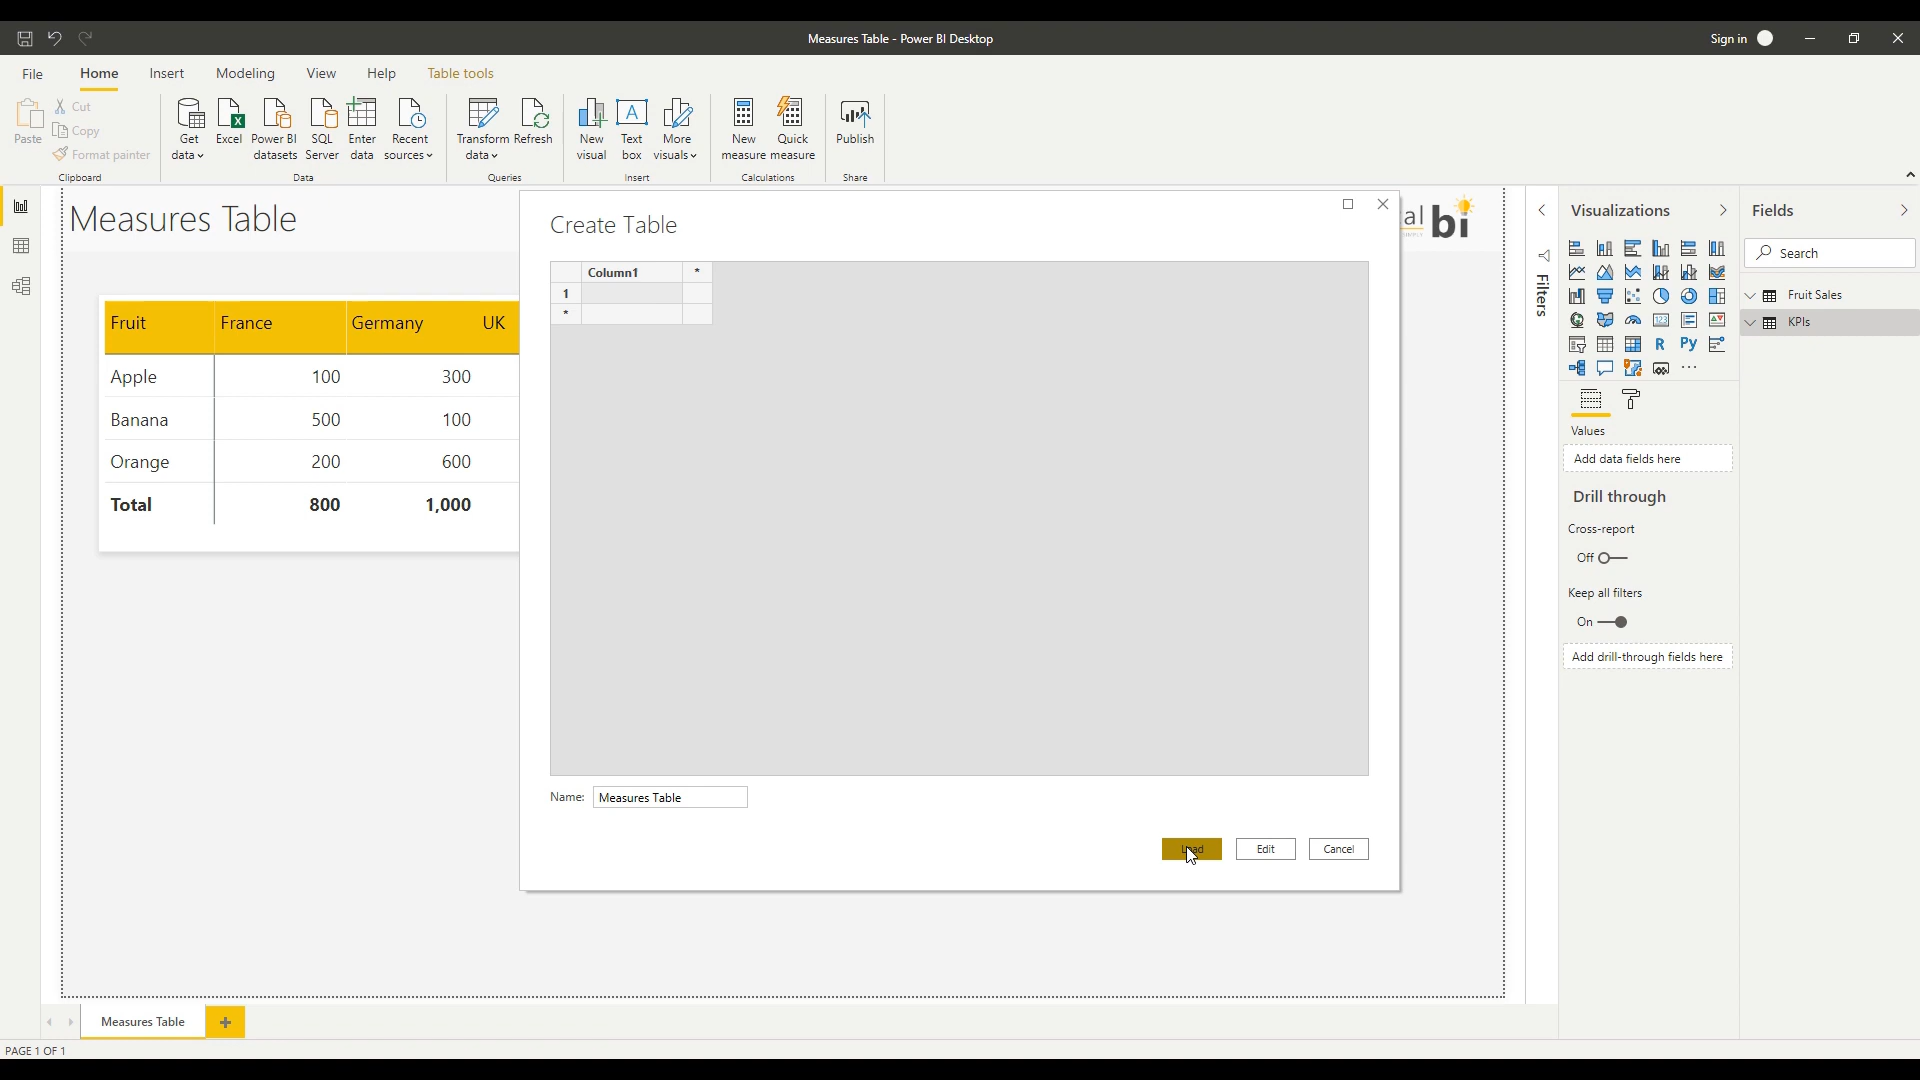 Measures Table - Power BI Desktop
Sign in
File
Home
Insert
Modeling
View
Help
Table tools
Paste
Cut
Copy
Format painter
Clipboard
Get data
Excel
Power BI datasets
SQL Server
Enter data
Recent sources
Data
Transform data
Refresh
Queries
New visual
Text box
More visuals
Insert
New measure
Quick measure
Calculations
Publish
Share
Measures Table
al bi
Fruit France Germany UK
Apple 100 300
Banana 500 100
Orange 200 600
Total 800 1,000
Create Table
Column1 *
1
*
Name: Measures Table
Edit
Cancel
Filters
Visualizations
R
Py
123
Values
Add data fields here
Drill through
Cross-report
Off
Keep all filters
On
Add drill-through fields here
Fields
Search
Fruit Sales
KPIs
Measures Table
PAGE 1 OF 1